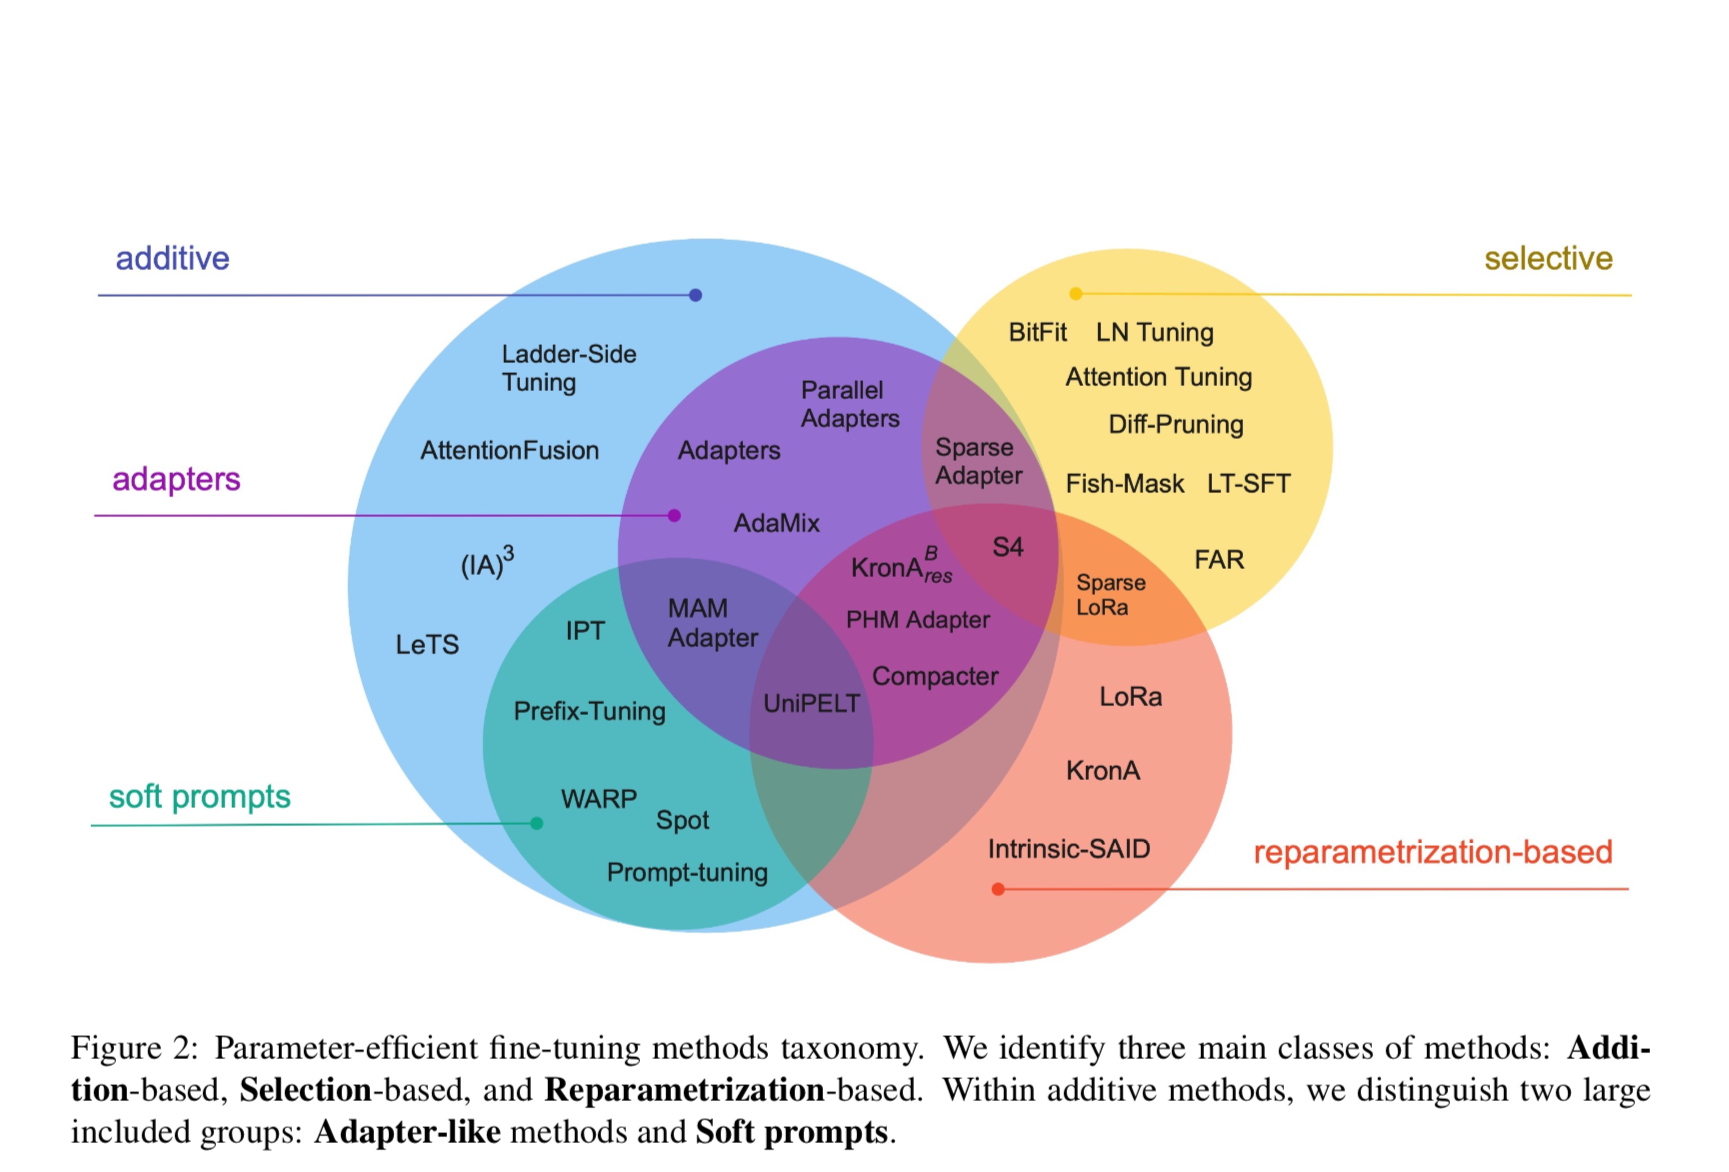 additive
selective
BitFit LN Tuning
Ladder-Side
Tuning
Attention Tuning
Parallel
Adapters
Diff-Pruning
AttentionFusion
Adapters
Sparse
Adapter
adapters
Fish-Mask LT-SFT
AdaMix
S4
(IA)³
KronA^B_res
FAR
Sparse
LoRa
MAM
Adapter
IPT
PHM Adapter
LeTS
Compacter
LoRa
UniPELT
Prefix-Tuning
KronA
soft prompts
WARP
Spot
Intrinsic-SAID
reparametrization-based
Prompt-tuning
Figure 2: Parameter-efficient fine-tuning methods taxonomy. We identify three main classes of methods: Addi-
tion-based, Selection-based, and Reparametrization-based. Within additive methods, we distinguish two large
included groups: Adapter-like methods and Soft prompts.